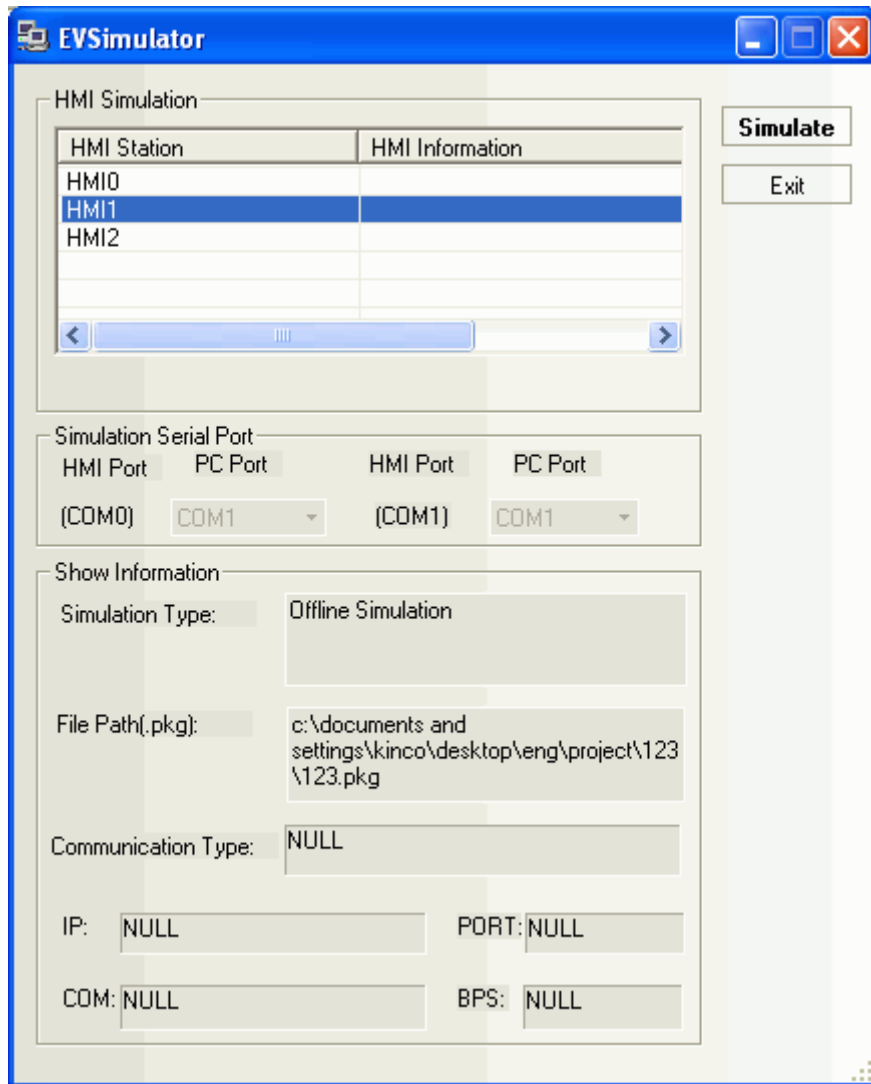 EVSimulator
HMI Simulation
HMI Station HMI Information
HMI0
HMI1
HMI2
Simulate
Exit
Simulation Serial Port
HMI Port PC Port HMI Port PC Port
(COM0) COM1 (COM1) COM1
Show Information
Simulation Type: Offline Simulation
File Path(.pkg): c:\documents and
settings\kinco\desktop\eng\project\123
\123.pkg
Communication Type: NULL
IP: NULL PORT: NULL
COM: NULL BPS: NULL